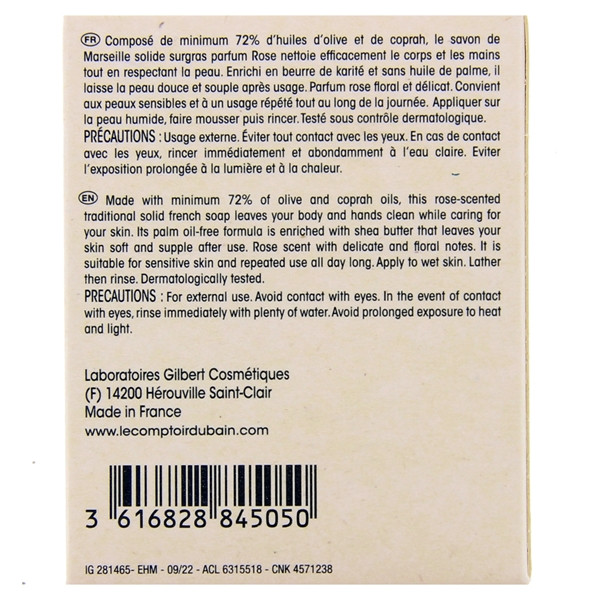 FR Composé de minimum 72% d'huiles d'olive et de coprah, le savon de
Marseille solide surgras parfum Rose nettoie efficacement le corps et les mains
tout en respectant la peau. Enrichi en beurre de karité et sans huile de palme, il
laisse la peau douce et souple après usage. Parfum rose floral et délicat. Convient
aux peaux sensibles et à un usage répété tout au long de la journée. Appliquer sur
la peau humide, faire mousser puis rincer. Testé sous contrôle dermatologique.
PRÉCAUTIONS : Usage externe. Éviter tout contact avec les yeux. En cas de contact
avec les yeux, rincer immédiatement et abondamment à l'eau claire. Eviter
l'exposition prolongée à la lumière et à la chaleur.
EN Made with minimum 72% of olive and coprah oils, this rose-scented
traditional solid french soap leaves your body and hands clean while caring for
your skin. Its palm oil-free formula is enriched with shea butter that leaves your
skin soft and supple after use. Rose scent with delicate and floral notes. It is
suitable for sensitive skin and repeated use all day long. Apply to wet skin. Lather
then rinse. Dermatologically tested.
PRECAUTIONS : For external use. Avoid contact with eyes. In the event of contact
with eyes, rinse immediately with plenty of water. Avoid prolonged exposure to heat
and light.
Laboratoires Gilbert Cosmétiques
(F) 14200 Hérouville Saint-Clair
Made in France
www.lecomptoirdubain.com
3 616828 845050
IG 281465- EHM - 09/22 - ACL 6315518 - CNK 4571238